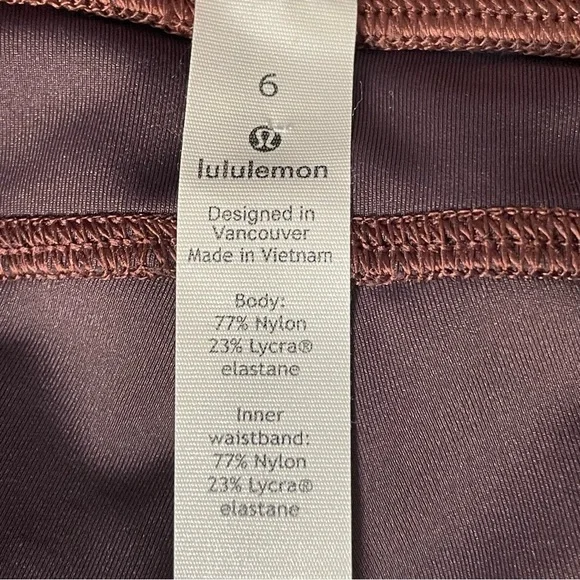 6
lululemon
Designed in
Vancouver
Made in Vietnam
Body:
77% Nylon
23% Lycra®
elastane
Inner
waistband:
77% Nylon
23% Lycra®
elastane